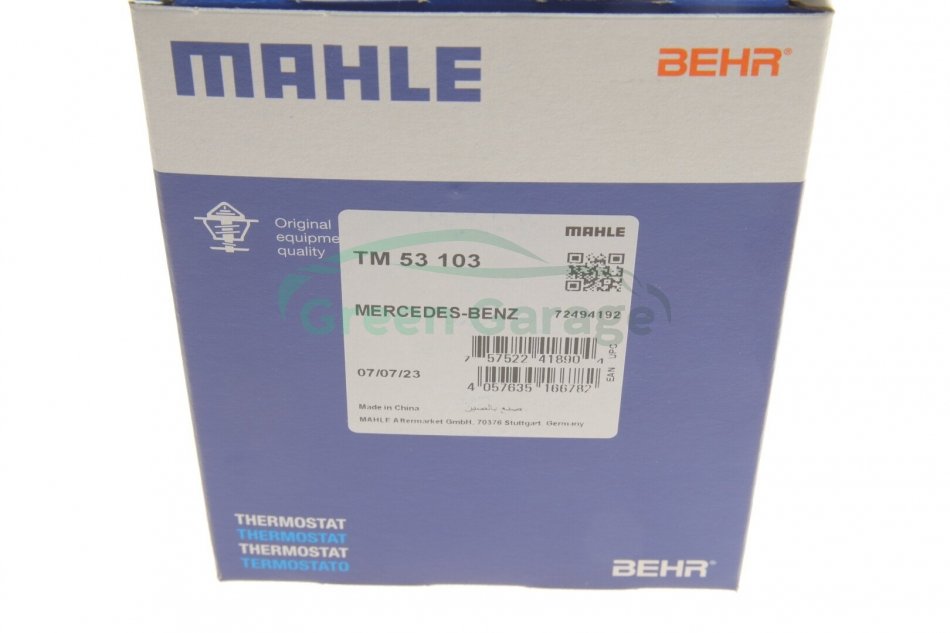 MAHLE
BEHR®
Original
equipme
quality
MAHLE
TM 53 103
MERCEDES-BENZ 72494192
7 57522 41890 4
UPC
07/07/23
4 057635 166782
EAN
Made in China صنع بالصين
MAHLE Aftermarket GmbH, 70376 Stuttgart, Germany
Green Garage
THERMOSTAT
THERMOSTAT
THERMOSTAT
TERMOSTATO
BEHR®